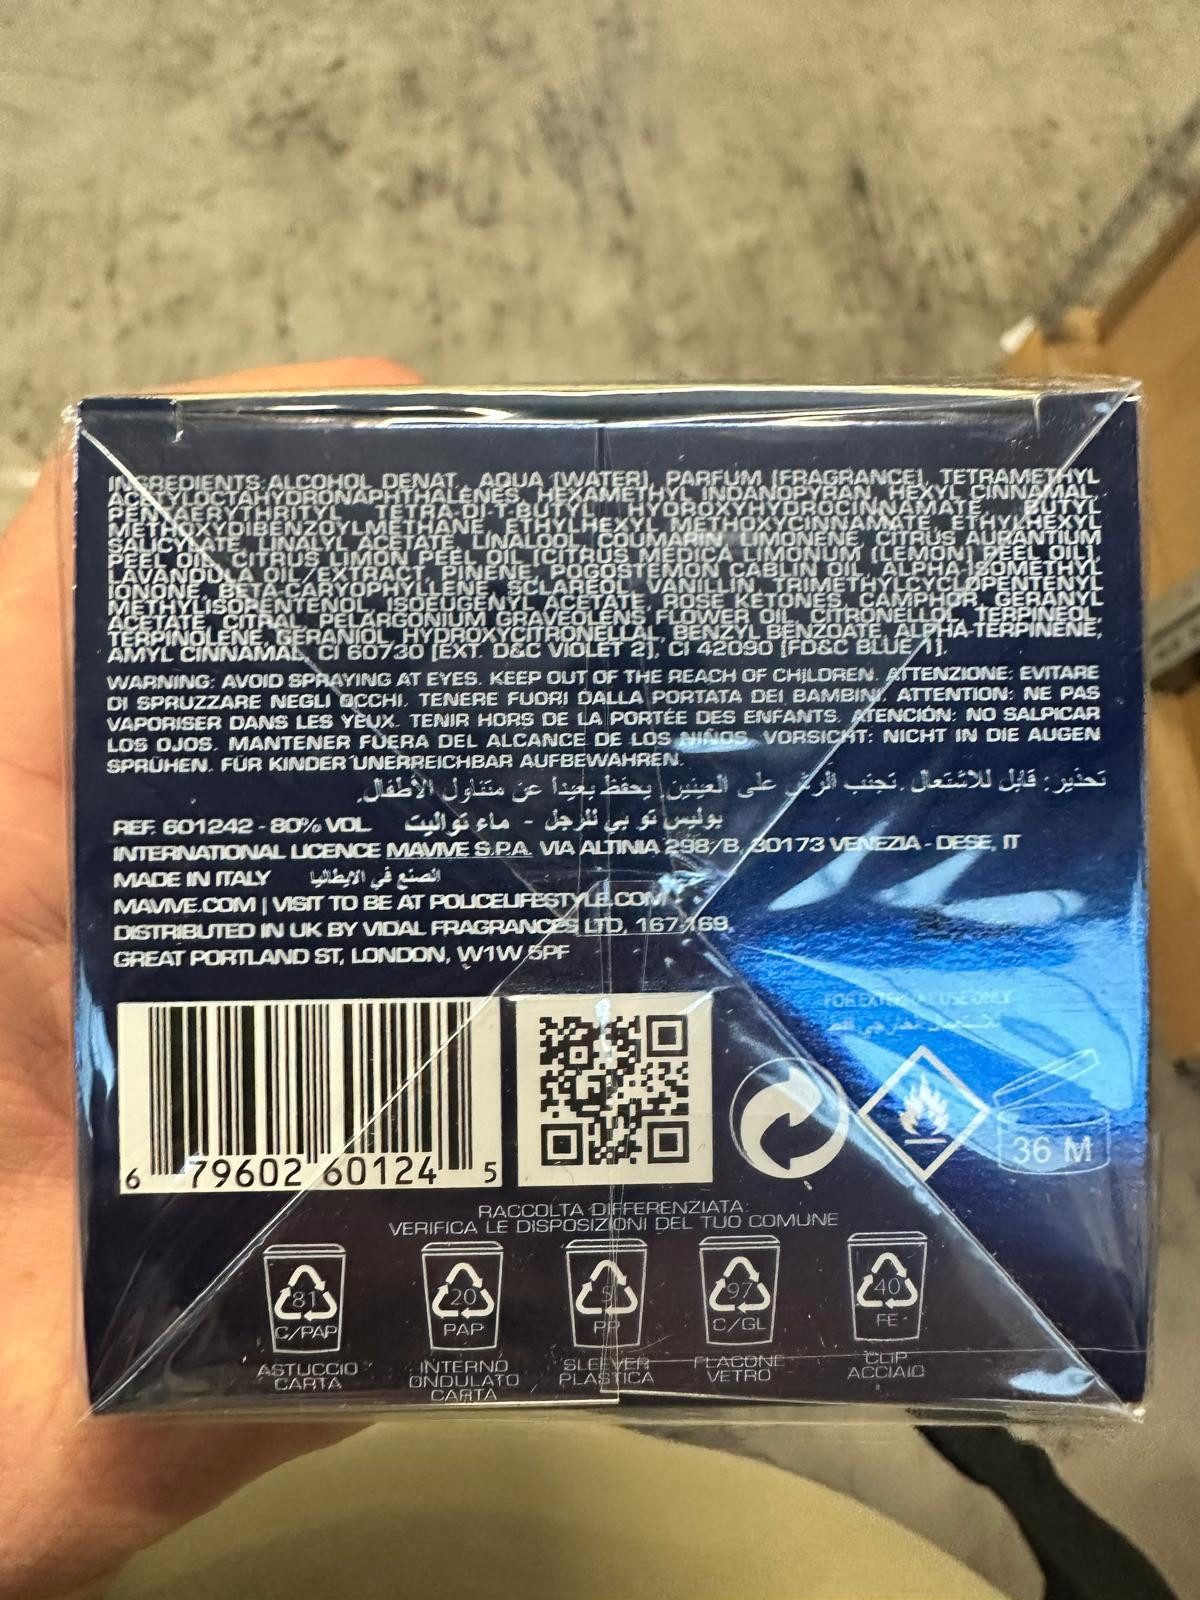 INGREDIENTS:ALCOHOL DENAT., AQUA (WATER), PARFUM (FRAGRANCE), TETRAMETHYL
ACETYLOCTAHYDRONAPHTHALENES, HEXAMETHYL INDANOPYRAN, HEXYL CINNAMAL,
PENTAERYTHRITYL TETRA-DI-T-BUTYL HYDROXYHYDROCINNAMATE, BUTYL
METHOXYDIBENZOYLMETHANE, ETHYLHEXYL METHOXYCINNAMATE, ETHYLHEXYL
SALICYLATE, LINALYL ACETATE, LINALOOL, COUMARIN, LIMONENE, CITRUS AURANTIUM
PEEL OIL, CITRUS LIMON PEEL OIL (CITRUS MEDICA LIMONUM (LEMON) PEEL OIL),
LAVANDULA OIL/EXTRACT, PINENE, POGOSTEMON CABLIN OIL, ALPHA-ISOMETHYL
IONONE, BETA-CARYOPHYLLENE, SCLAREOL, VANILLIN, TRIMETHYLCYCLOPENTENYL
METHYLISOPENTENOL, ISOEUGENYL ACETATE, ROSE KETONES, CAMPHOR, GERANYL
ACETATE, CITRAL, PELARGONIUM GRAVEOLENS FLOWER OIL, CITRONELLOL, TERPINEOL,
TERPINOLENE, GERANIOL, HYDROXYCITRONELLAL, BENZYL BENZOATE, ALPHA-TERPINENE,
AMYL CINNAMAL, CI 60730 (EXT. D&C VIOLET 2), CI 42090 (FD&C BLUE 1).
WARNING: AVOID SPRAYING AT EYES. KEEP OUT OF THE REACH OF CHILDREN. ATTENZIONE: EVITARE
DI SPRUZZARE NEGLI OCCHI. TENERE FUORI DALLA PORTATA DEI BAMBINI. ATTENTION: NE PAS
VAPORISER DANS LES YEUX. TENIR HORS DE LA PORTÉE DES ENFANTS. ATENCIÓN: NO SALPICAR
LOS OJOS. MANTENER FUERA DEL ALCANCE DE LOS NIÑOS. VORSICHT: NICHT IN DIE AUGEN
SPRÜHEN. FÜR KINDER UNERREICHBAR AUFBEWAHREN.
تحذير: قابل للاشتعال. تجنب الرش على العينين. يحفظ بعيداً عن متناول الأطفال.
REF. 601242 - 80% VOL. بوليس تو بي للرجل - ماء تواليت
INTERNATIONAL LICENCE MAVIVE S.P.A. VIA ALTINIA 298/B, 30173 VENEZIA - DESE, IT
MADE IN ITALY الصنع في الايطاليا
MAVIVE.COM | VISIT TO BE AT POLICELIFESTYLE.COM
DISTRIBUTED IN UK BY VIDAL FRAGRANCES LTD, 167-169,
GREAT PORTLAND ST, LONDON, W1W 5PF
FOR EXTERNAL USE ONLY
6 79602 60124 5
36 M
RACCOLTA DIFFERENZIATA:
VERIFICA LE DISPOSIZIONI DEL TUO COMUNE
81 20 5 97 40
C/PAP PAP PP C/GL FE
ASTUCCIO INTERNO SLEEVER FLACONE CLIP
CARTA ONDULATO PLASTICA VETRO ACCIAIO
CARTA